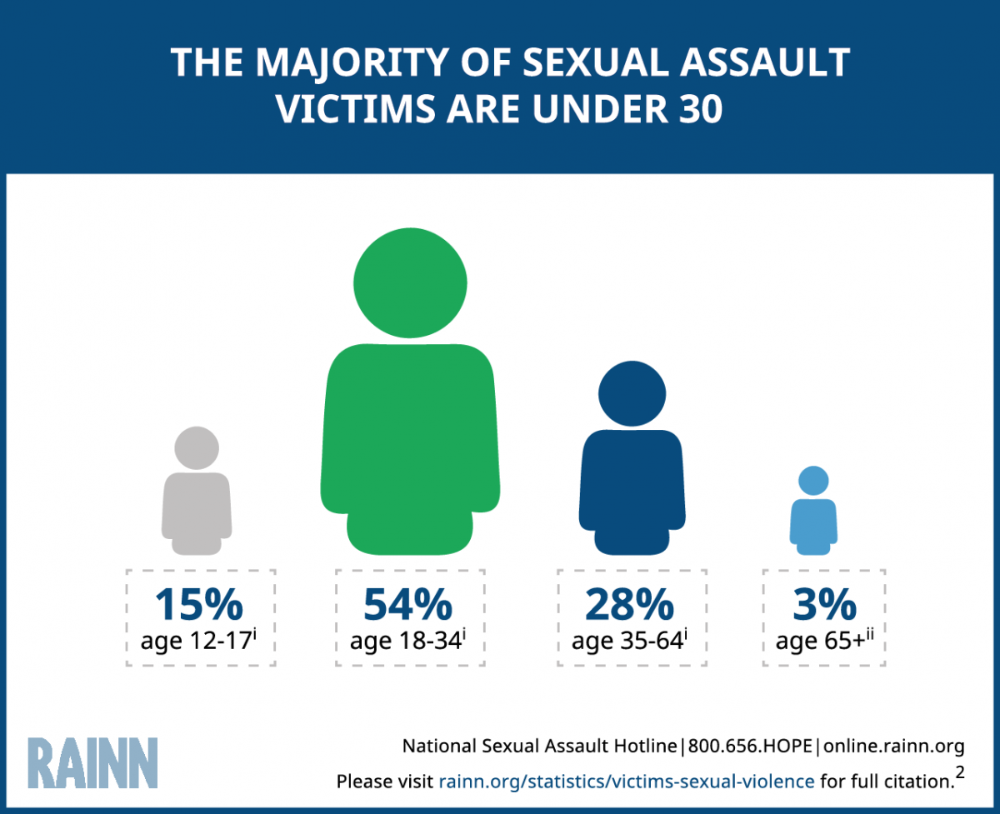 THE MAJORITY OF SEXUAL ASSAULT
VICTIMS ARE UNDER 30
15%
age 12-17ⁱ
54%
age 18-34ⁱ
28%
age 35-64ⁱ
3%
age 65+ⁱⁱ
RAINN
National Sexual Assault Hotline|800.656.HOPE|online.rainn.org
Please visit rainn.org/statistics/victims-sexual-violence for full citation.²